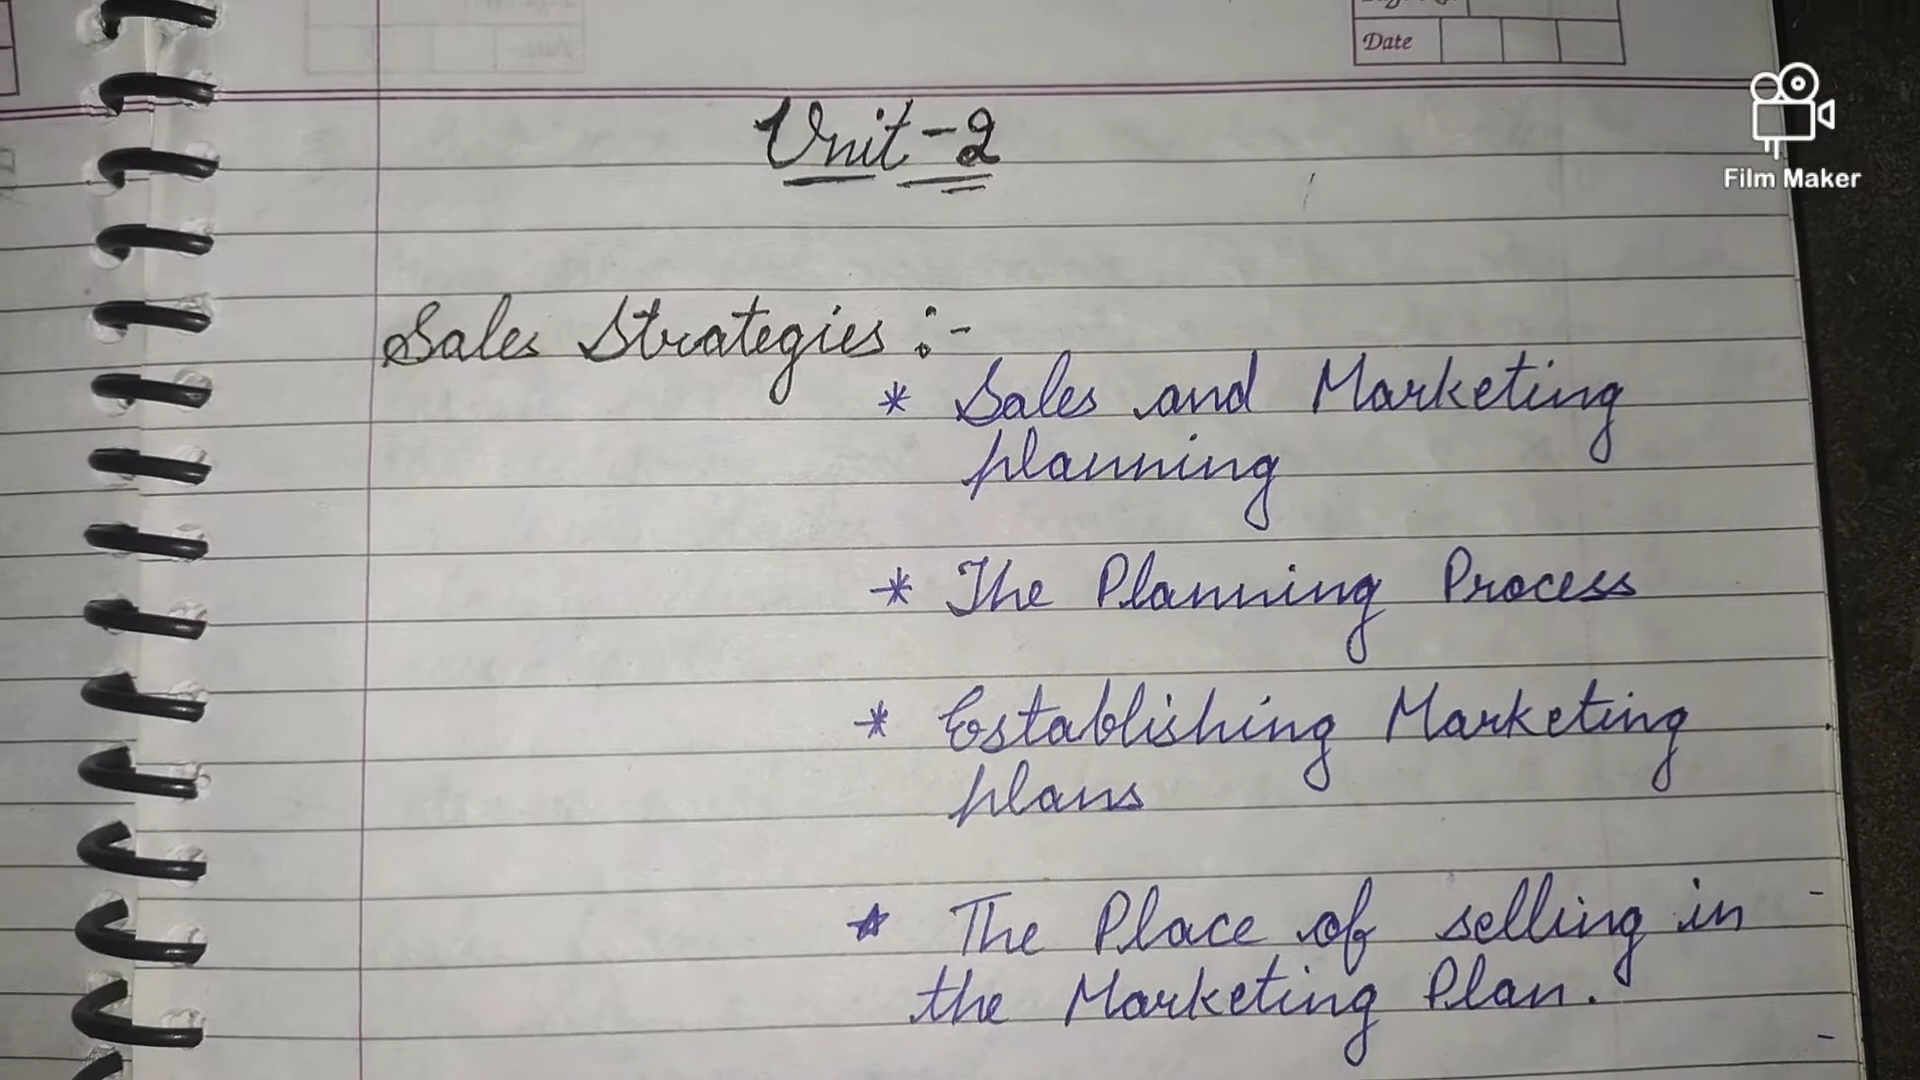 Date
Film Maker
Unit-2
Sales Strategies :-
* Sales and Marketing
planning
* The Planning Process
* Establishing Marketing
plans
* The Place of selling in
the Marketing Plan.